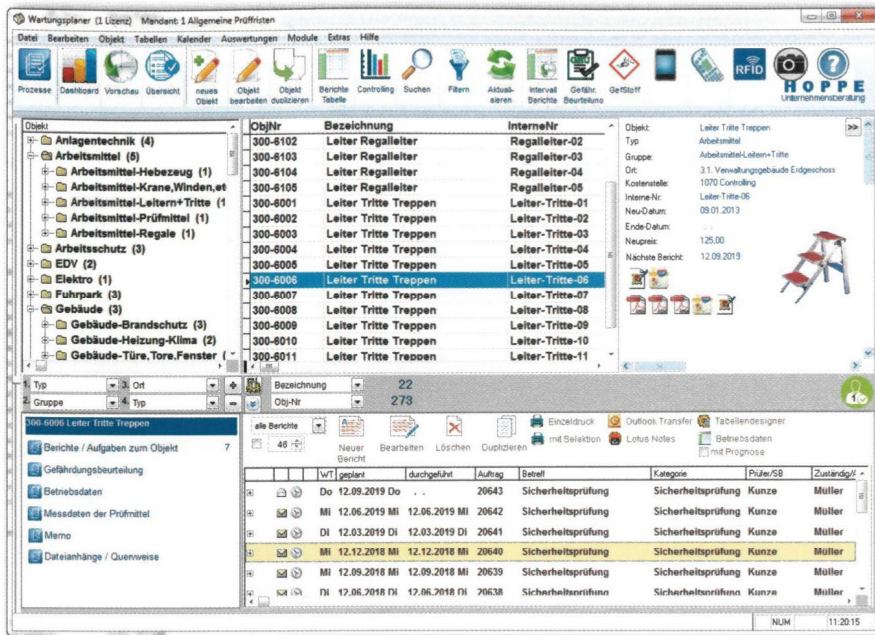 Wartungsplaner (1 Lizenz) Mandant: 1 Allgemeine Prüffristen
Datei Bearbeiten Objekt Tabellen Kalender Auswertungen Module Extras Hilfe
Prozesse Dashboard Vorschau Übersicht neues Objekt Objekt bearbeiten Objekt duplizieren Berichte Tabelle Controlling Suchen Filtern Aktuali-sieren Intervall Berichte Gefähr. Beurteilung GefStoff
RFID
HOPPE
Unternehmensberatung
Objekt
Anlagentechnik (4)
Arbeitsmittel (5)
Arbeitsmittel-Hebezeug (1)
Arbeitsmittel-Krane,Winden,et
Arbeitsmittel-Leitern+Tritte (1
Arbeitsmittel-Prüfmittel (1)
Arbeitsmittel-Regale (1)
Arbeitsschutz (3)
EDV (2)
Elektro (1)
Fuhrpark (3)
Gebäude (3)
Gebäude-Brandschutz (3)
Gebäude-Heizung-Klima (2)
Gebäude-Türe,Tore,Fenster (
ObjNr Bezeichnung InterneNr
300-6102 Leiter Regalleiter Regalleiter-02
300-6103 Leiter Regalleiter Regalleiter-03
300-6104 Leiter Regalleiter Regalleiter-04
300-6105 Leiter Regalleiter Regalleiter-05
300-6001 Leiter Tritte Treppen Leiter-Tritte-01
300-6002 Leiter Tritte Treppen Leiter-Tritte-02
300-6003 Leiter Tritte Treppen Leiter-Tritte-03
300-6004 Leiter Tritte Treppen Leiter-Tritte-04
300-6005 Leiter Tritte Treppen Leiter-Tritte-05
300-6006 Leiter Tritte Treppen Leiter-Tritte-06
300-6007 Leiter Tritte Treppen Leiter-Tritte-07
300-6008 Leiter Tritte Treppen Leiter-Tritte-08
300-6009 Leiter Tritte Treppen Leiter-Tritte-09
300-6010 Leiter Tritte Treppen Leiter-Tritte-10
300-6011 Leiter Tritte Treppen Leiter-Tritte-11
Objekt: Leiter Tritte Treppen
Typ Arbeitsmittel
Gruppe: Arbeitsmittel-Leitern+Tritte
Ort: 3.1. Verwaltungsgebäude Erdgeschoss
Kostenstelle: 1070 Controlling
Interne-Nr: Leiter-Tritte-06
Neu-Datum: 09.01.2013
Ende-Datum: . .
Neupreis: 125,00
Nächste Bericht: 12.09.2019
1. Typ 3. Ort Bezeichnung 22
2. Gruppe 4. Typ Obj-Nr 273
300-6006 Leiter Tritte Treppen
Berichte / Aufgaben zum Objekt 7
Gefährdungsbeurteilung
Betriebsdaten
Messdaten der Prüfmittel
Memo
Dateianhänge / Querweise
alle Berichte
46
Neuer Bericht Bearbeiten Löschen Duplizieren
Einzeldruck Outlook Transfer Tabellendesigner
mit Selektion Lotus Notes Betriebsdaten
mit Prognose
WT geplant durchgeführt Auftrag Betreff Kategorie Prüfer/SB Zuständig/
Do 12.09.2019 Do . . 20643 Sicherheitsprüfung Sicherheitsprüfung Kunze Müller
Mi 12.06.2019 Mi 12.06.2019 Mi 20642 Sicherheitsprüfung Sicherheitsprüfung Kunze Müller
Di 12.03.2019 Di 12.03.2019 Di 20641 Sicherheitsprüfung Sicherheitsprüfung Kunze Müller
Mi 12.12.2018 Mi 12.12.2018 Mi 20640 Sicherheitsprüfung Sicherheitsprüfung Kunze Müller
Mi 12.09.2018 Mi 12.09.2018 Mi 20639 Sicherheitsprüfung Sicherheitsprüfung Kunze Müller
Di 12.06.2018 Di 12.06.2018 Di 20638 Sicherheitsprüfung Sicherheitsprüfung Kunze Müller
NUM 11:20:15